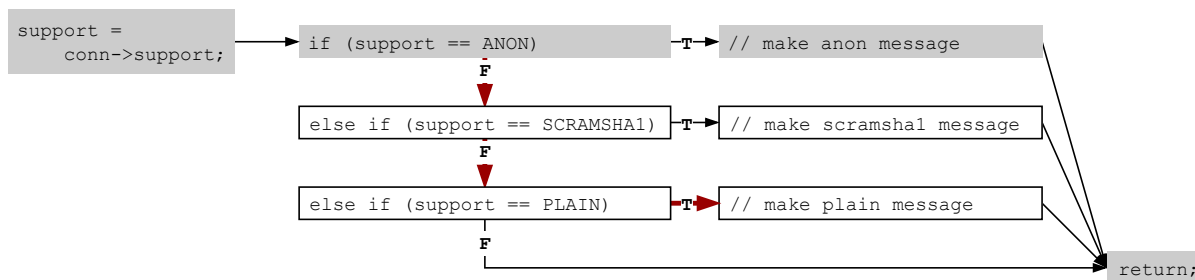 support =
conn->support;
if (support == ANON)
T
// make anon message
F
else if (support == SCRAMSHA1)
T
// make scramsha1 message
F
else if (support == PLAIN)
T
// make plain message
F
return;